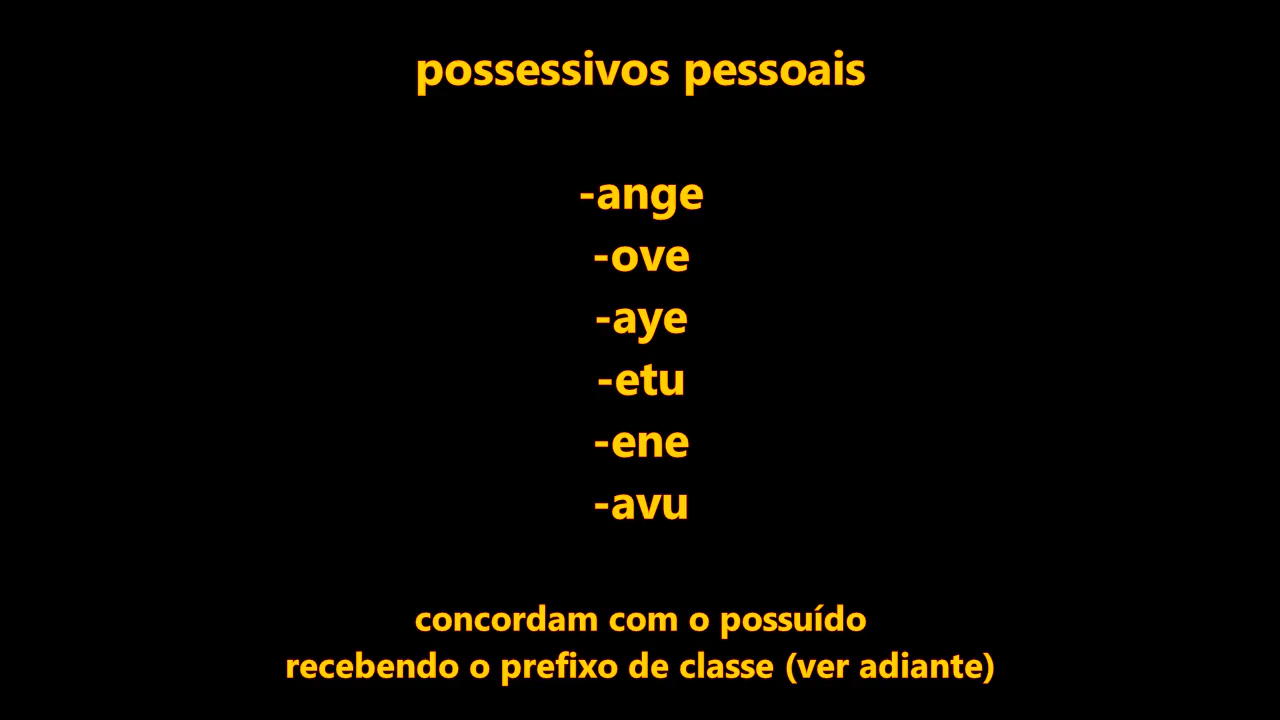 possessivos pessoais
-ange
-ove
-aye
-etu
-ene
-avu
concordam com o possuído
recebendo o prefixo de classe (ver adiante)